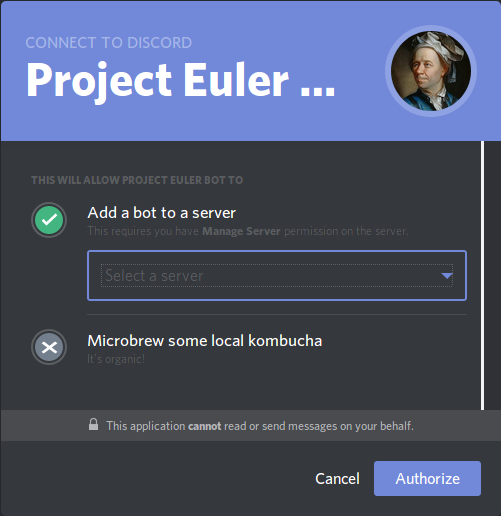 CONNECT TO DISCORD
Project Euler ...
THIS WILL ALLOW PROJECT EULER BOT TO
Add a bot to a server
This requires you have Manage Server permission on the server.
Select a server
Microbrew some local kombucha
It's organic!
This application cannot read or send messages on your behalf.
Cancel
Authorize